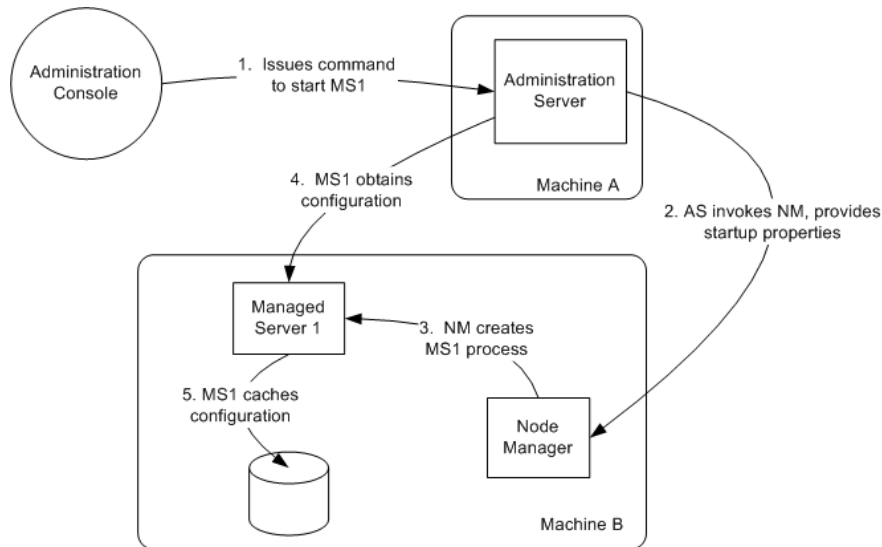 Administration
Console
1. Issues command
to start MS1
Administration
Server
Machine A
4. MS1 obtains
configuration
2. AS invokes NM, provides
startup properties
Managed
Server 1
3. NM creates
MS1 process
5. MS1 caches
configuration
Node
Manager
Machine B